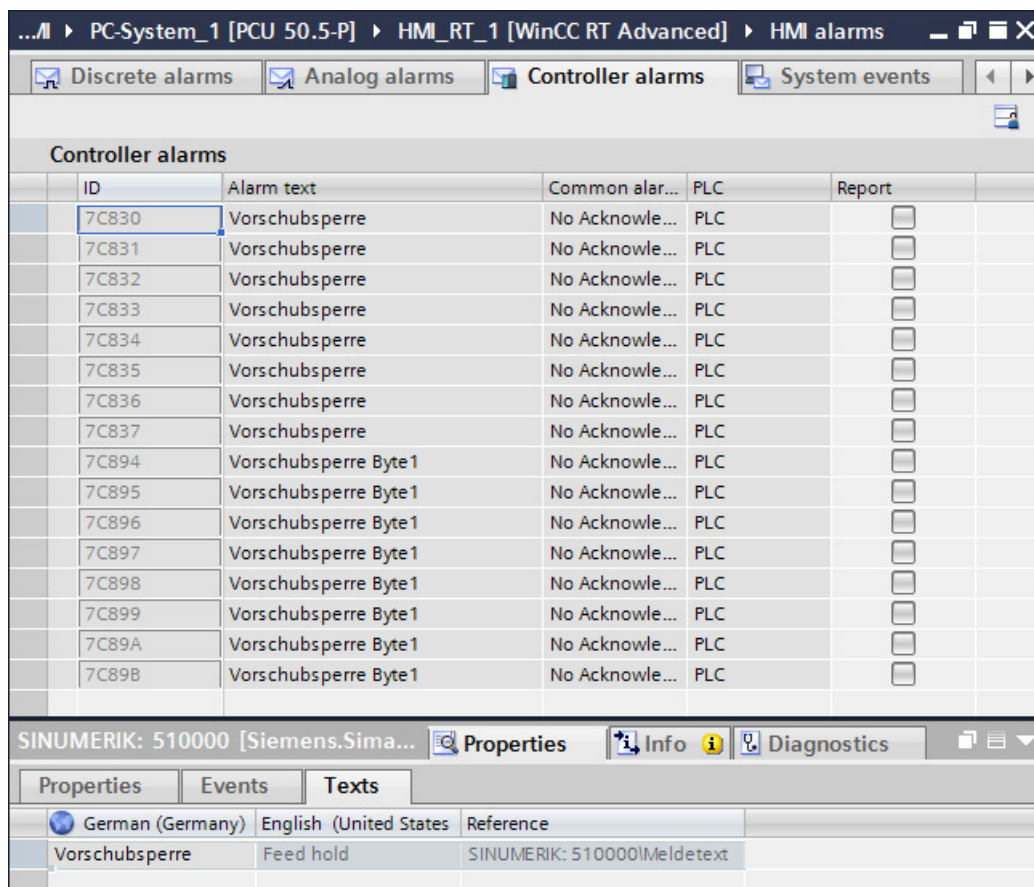 ...AI ▸ PC-System_1 [PCU 50.5-P] ▸ HMI_RT_1 [WinCC RT Advanced] ▸ HMI alarms
Discrete alarms Analog alarms Controller alarms System events
Controller alarms
ID Alarm text Common alar... PLC Report
7C830 Vorschubsperre No Acknowle... PLC
7C831 Vorschubsperre No Acknowle... PLC
7C832 Vorschubsperre No Acknowle... PLC
7C833 Vorschubsperre No Acknowle... PLC
7C834 Vorschubsperre No Acknowle... PLC
7C835 Vorschubsperre No Acknowle... PLC
7C836 Vorschubsperre No Acknowle... PLC
7C837 Vorschubsperre No Acknowle... PLC
7C894 Vorschubsperre Byte1 No Acknowle... PLC
7C895 Vorschubsperre Byte1 No Acknowle... PLC
7C896 Vorschubsperre Byte1 No Acknowle... PLC
7C897 Vorschubsperre Byte1 No Acknowle... PLC
7C898 Vorschubsperre Byte1 No Acknowle... PLC
7C899 Vorschubsperre Byte1 No Acknowle... PLC
7C89A Vorschubsperre Byte1 No Acknowle... PLC
7C89B Vorschubsperre Byte1 No Acknowle... PLC
SINUMERIK: 510000 [Siemens.Sima... Properties Info Diagnostics
Properties Events Texts
German (Germany) English (United States Reference
Vorschubsperre Feed hold SINUMERIK: 510000\Meldetext